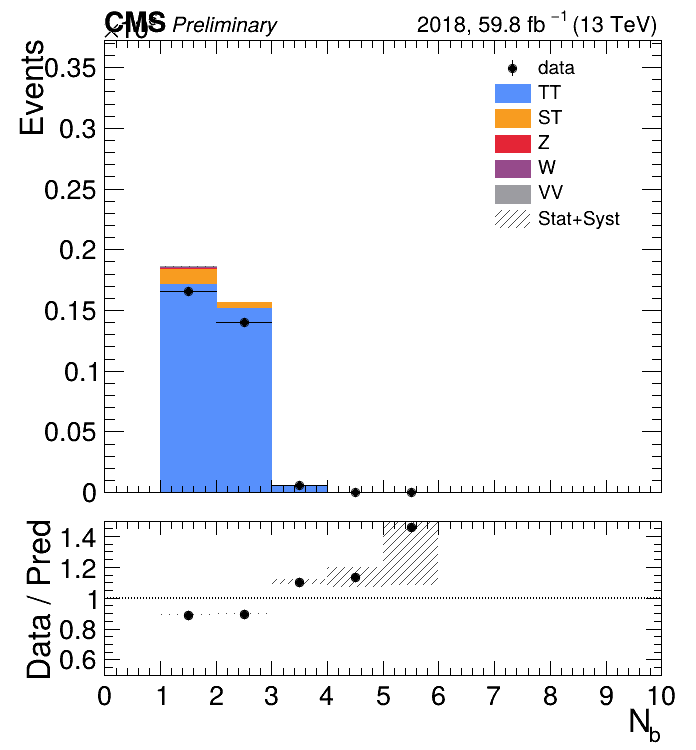 CMS Preliminary 2018, 59.8 fb⁻¹ (13 TeV)
Events
0.35
0.3
0.25
0.2
0.15
0.1
0.05
0
data
TT
ST
Z
W
VV
Stat+Syst
Data / Pred
1.4
1.2
1
0.8
0.6
0 1 2 3 4 5 6 7 8 9 10
N_b